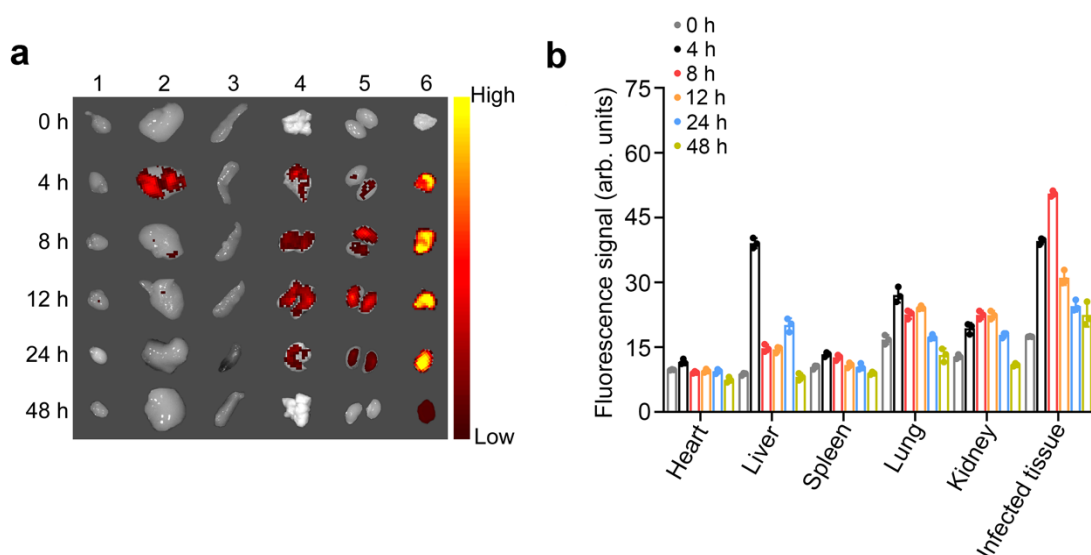 a
1 2 3 4 5 6
High
0 h
4 h
8 h
12 h
24 h
48 h
Low
b
0 h
4 h
8 h
12 h
24 h
48 h
Fluorescence signal (arb. units)
75
60
45
30
15
0
Heart
Liver
Spleen
Lung
Kidney
Infected tissue